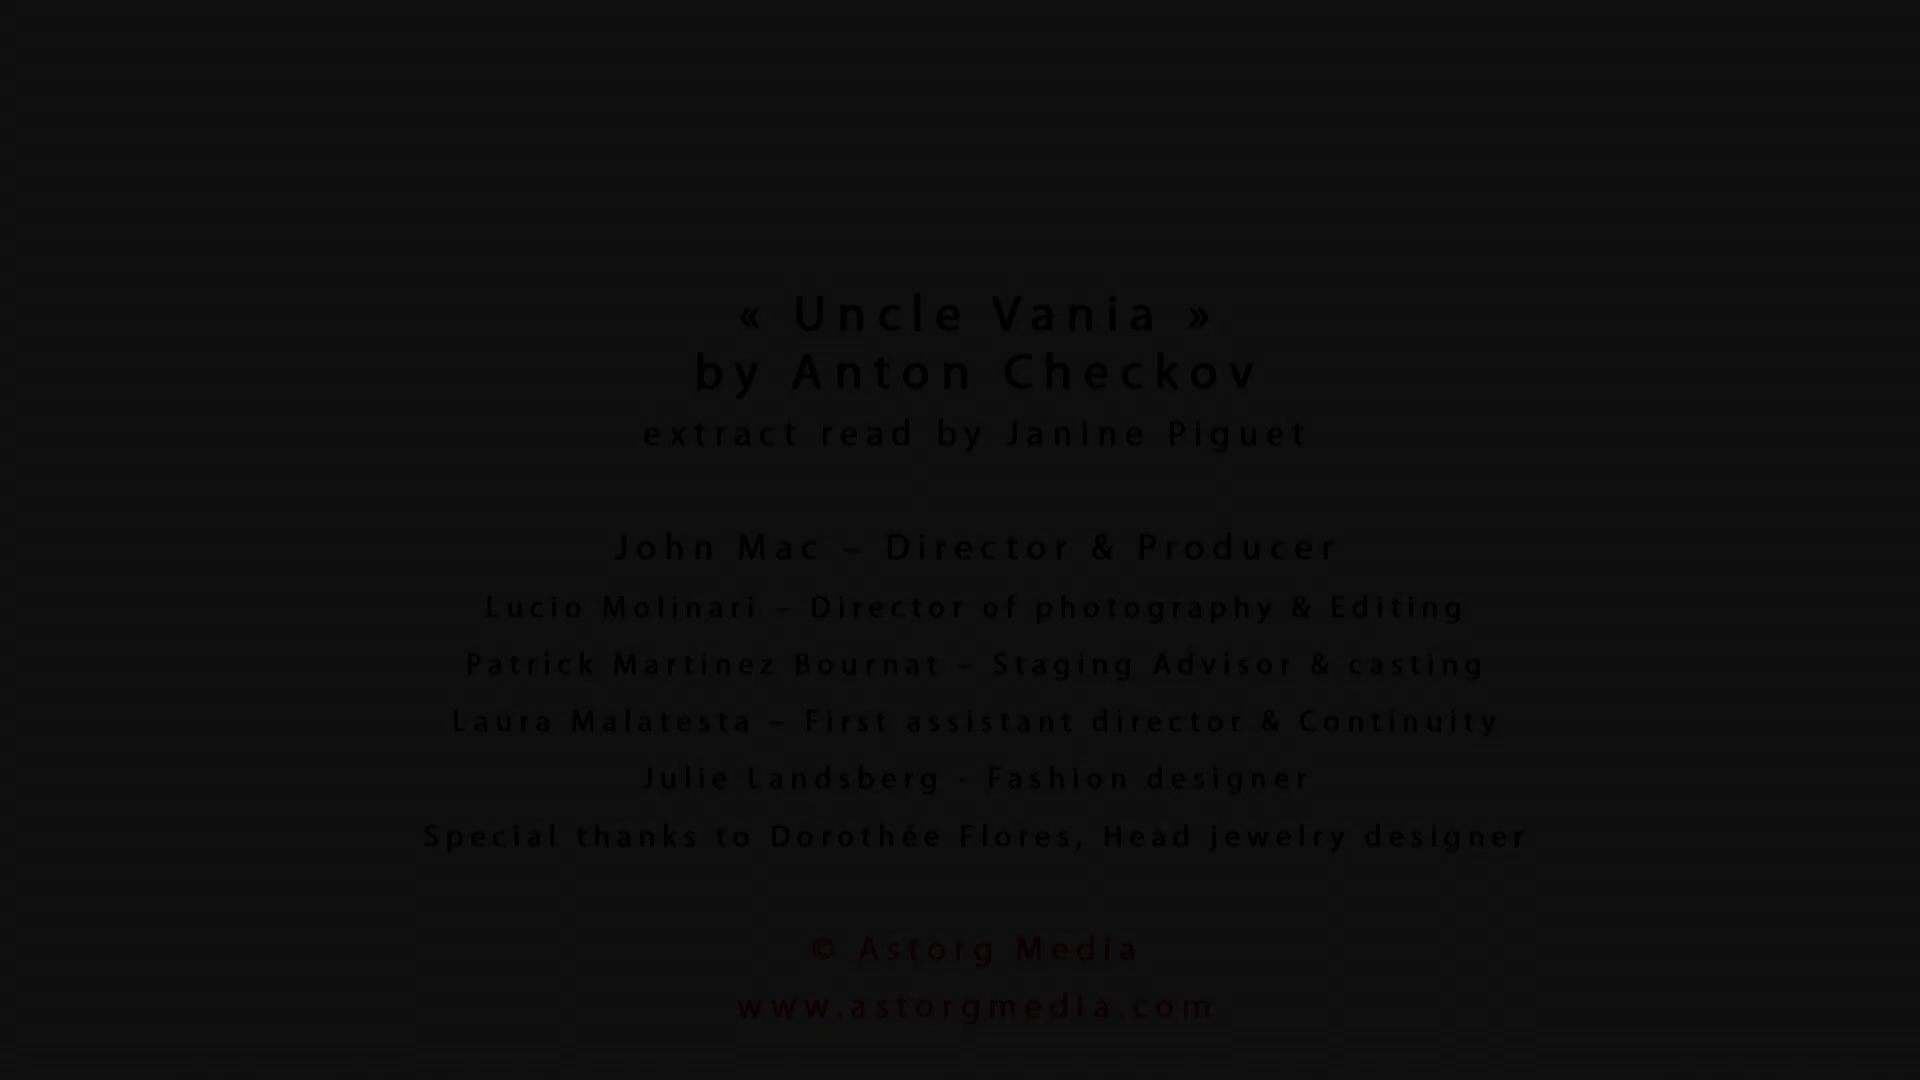 « Uncle Vania »
by Anton Checkov
extract read by Janine Piguet
John Mac – Director & Producer
Lucio Molinari – Director of photography & Editing
Patrick Martinez Bournat – Staging Advisor & casting
Laura Malatesta – First assistant director & Continuity
Julie Landsberg - Fashion designer
Special thanks to Dorothée Flores, Head jewelry designer
© Astorg Media
www.astorgmedia.com